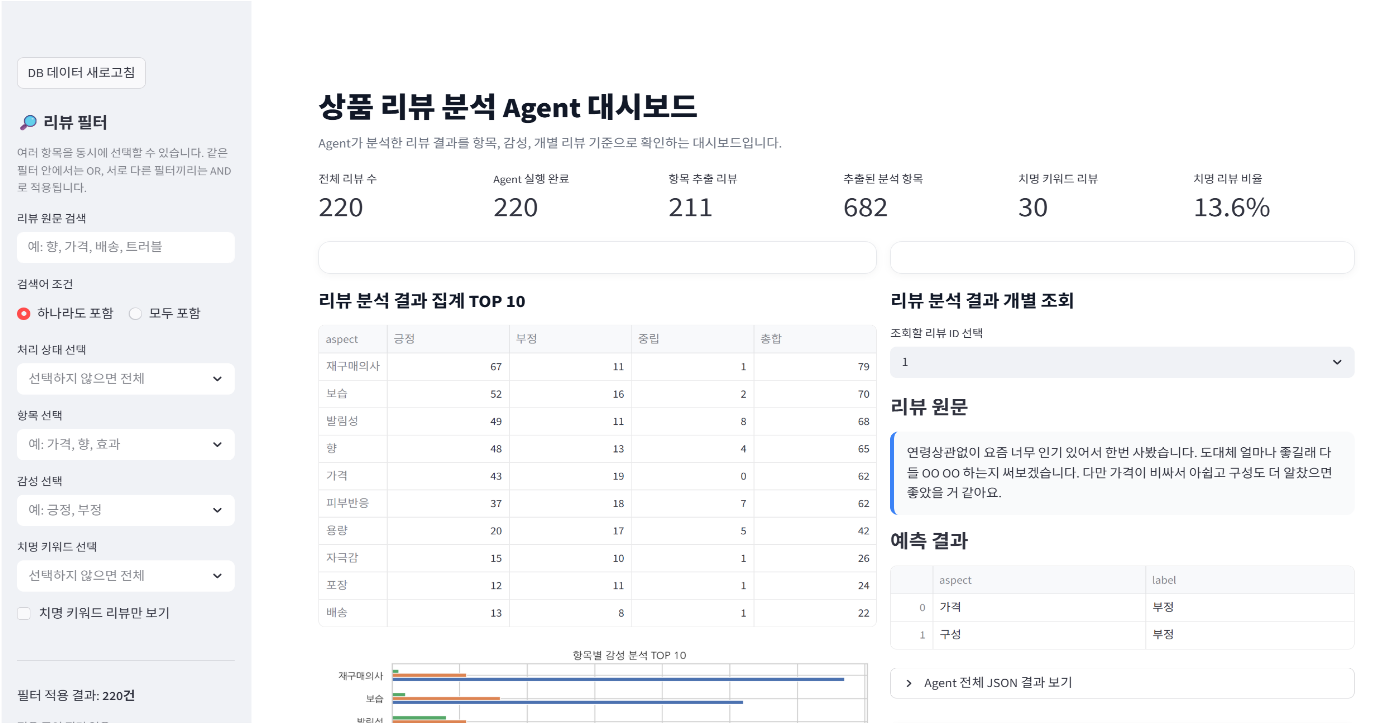 DB 데이터 새로고침
🔎 리뷰 필터
여러 항목을 동시에 선택할 수 있습니다. 같은
필터 안에서는 OR, 서로 다른 필터끼리는 AND
로 적용됩니다.
리뷰 원문 검색
예: 향, 가격, 배송, 트러블
검색어 조건
하나라도 포함 모두 포함
처리 상태 선택
선택하지 않으면 전체
항목 선택
예: 가격, 향, 효과
감성 선택
예: 긍정, 부정
치명 키워드 선택
선택하지 않으면 전체
치명 키워드 리뷰만 보기
필터 적용 결과: 220건
상품 리뷰 분석 Agent 대시보드
Agent가 분석한 리뷰 결과를 항목, 감성, 개별 리뷰 기준으로 확인하는 대시보드입니다.
전체 리뷰 수 Agent 실행 완료 항목 추출 리뷰 추출된 분석 항목 치명 키워드 리뷰 치명 리뷰 비율
220 220 211 682 30 13.6%
리뷰 분석 결과 집계 TOP 10
aspect 긍정 부정 중립 총합
재구매의사 67 11 1 79
보습 52 16 2 70
발림성 49 11 8 68
향 48 13 4 65
가격 43 19 0 62
피부반응 37 18 7 62
용량 20 17 5 42
자극감 15 10 1 26
포장 12 11 1 24
배송 13 8 1 22
항목별 감성 분석 TOP 10
재구매의사
보습
발림성
리뷰 분석 결과 개별 조회
조회할 리뷰 ID 선택
1
리뷰 원문
연령상관없이 요즘 너무 인기 있어서 한번 사봤습니다. 도대체 얼마나 좋길래 다
들 OO OO 하는지 써보겠습니다. 다만 가격이 비싸서 아쉽고 구성도 더 알찼으면
좋았을 거 같아요.
예측 결과
aspect label
0 가격 부정
1 구성 부정
Agent 전체 JSON 결과 보기